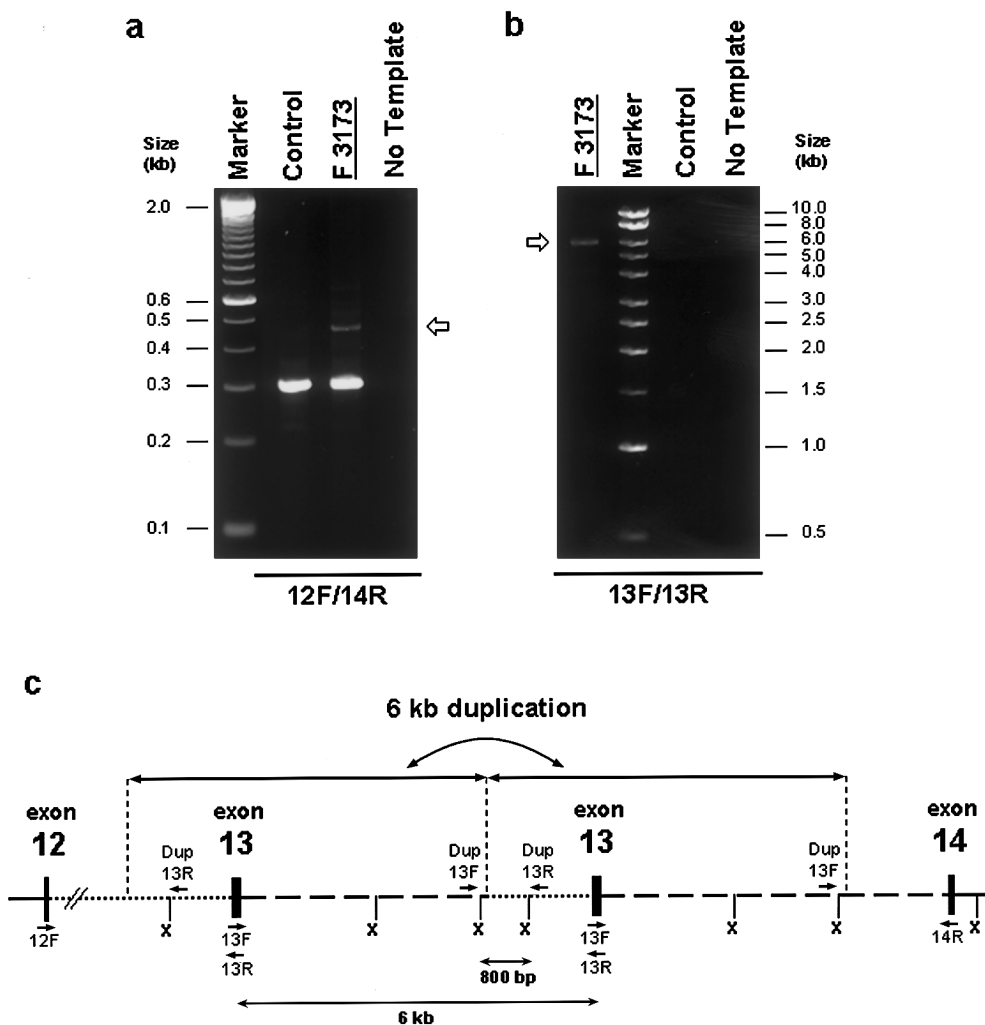 a
Size
(kb)
Marker
Control
F 3173
No Template
2.0
0.6
0.5
0.4
0.3
0.2
0.1
12F/14R
b
F 3173
Marker
Control
No Template
Size
(kb)
10.0
8.0
6.0
5.0
4.0
3.0
2.5
2.0
1.5
1.0
0.5
13F/13R
c
6 kb duplication
exon
12
exon
13
exon
13
exon
14
Dup
13R
Dup
13F
Dup
13R
Dup
13F
12F
x
13F
13R
x
x
x
13F
13R
x
x
14R
x
800 bp
6 kb